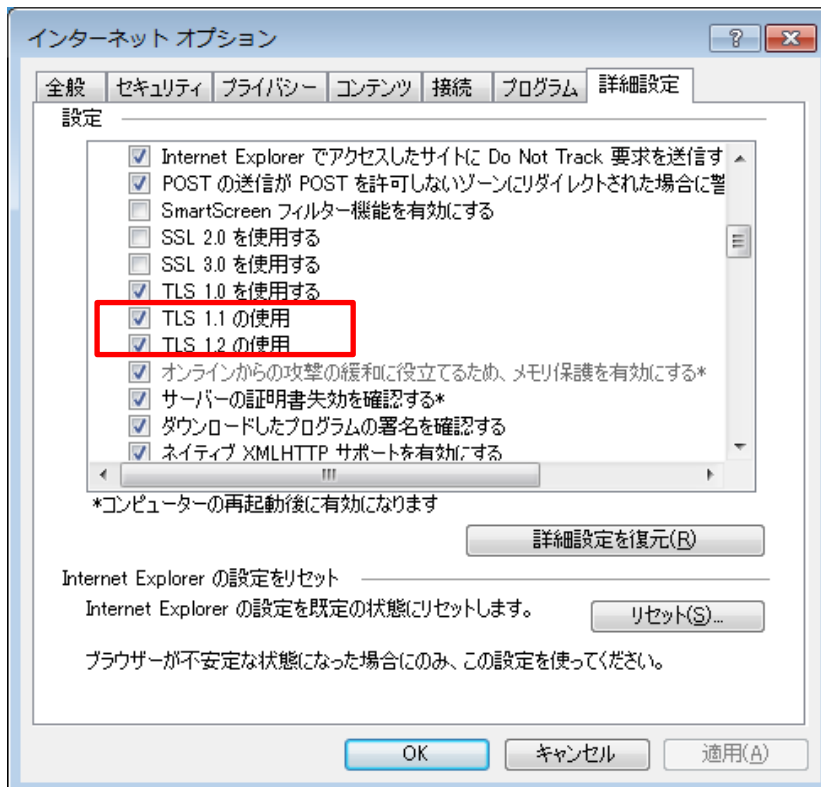 インターネット オプション
全般 セキュリティ プライバシー コンテンツ 接続 プログラム 詳細設定
設定
Internet Explorer でアクセスしたサイトに Do Not Track 要求を送信す
POST の送信が POST を許可しないゾーンにリダイレクトされた場合に警
SmartScreen フィルター機能を有効にする
SSL 2.0 を使用する
SSL 3.0 を使用する
TLS 1.0 を使用する
TLS 1.1 の使用
TLS 1.2 の使用
オンラインからの攻撃の緩和に役立てるため、メモリ保護を有効にする*
サーバーの証明書失効を確認する*
ダウンロードしたプログラムの署名を確認する
ネイティブ XMLHTTP サポートを有効にする
*コンピューターの再起動後に有効になります
詳細設定を復元(R)
Internet Explorer の設定をリセット
Internet Explorer の設定を既定の状態にリセットします。
リセット(S)...
ブラウザーが不安定な状態になった場合にのみ、この設定を使ってください。
OK キャンセル 適用(A)